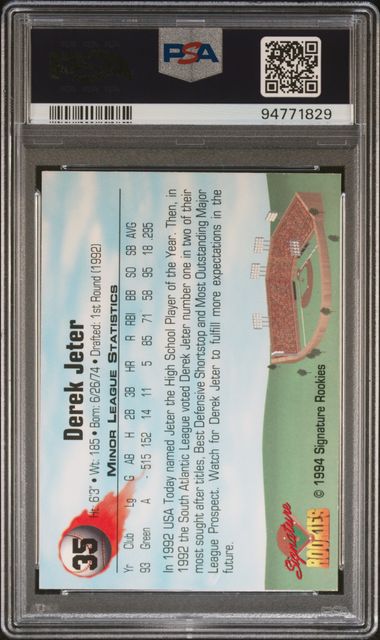 PSA
94771829
35
Derek Jeter
Ht: 6'3" • Wt: 185 • Born: 6/26/74 • Drafted: 1st Round (1992)
MINOR LEAGUE STATISTICS
Yr Club Lg G AB H 2B 3B HR R RBI BB SO SB AVG
93 Green A - 515 152 14 11 5 85 71 58 95 18 .295
In 1992 USA Today named Jeter the High School Player of the Year. Then, in
1992 the South Atlantic League voted Derek Jeter number one in two of their
most sought after titles, Best Defensive Shortstop and Most Outstanding Major
League Prospect. Watch for Derek Jeter to fulfill more expectations in the
future.
Signature
ROOKIES
© 1994 Signature Rookies